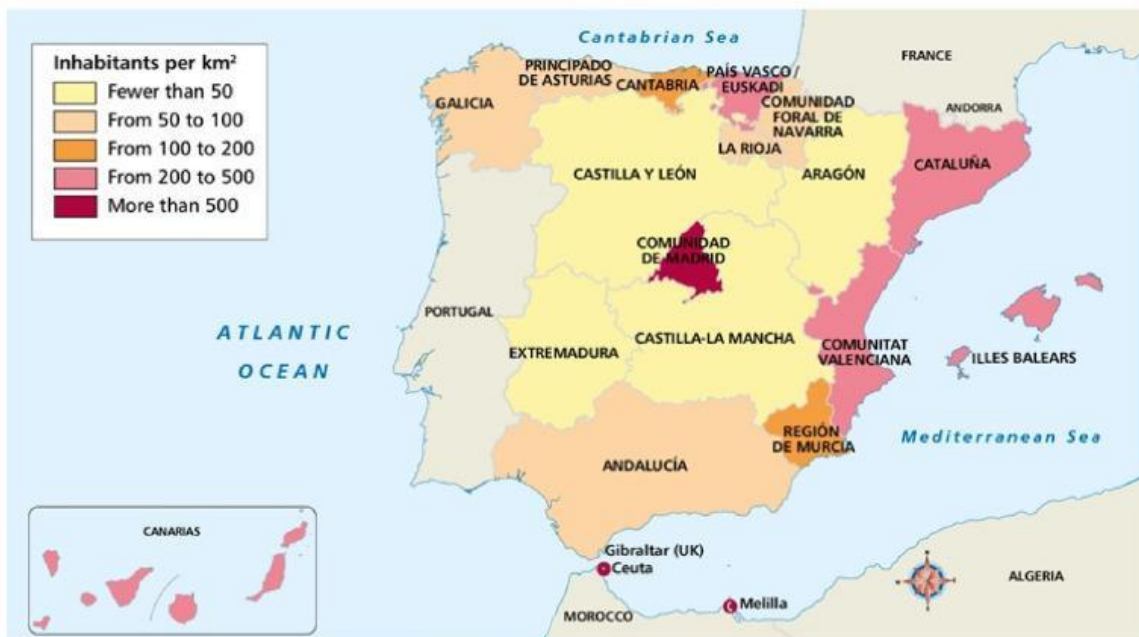 Inhabitants per km²
Fewer than 50
From 50 to 100
From 100 to 200
From 200 to 500
More than 500
Cantabrian Sea
FRANCE
ANDORRA
GALICIA
PRINCIPADO
DE ASTURIAS
CANTABRIA
PAÍS VASCO /
EUSKADI
COMUNIDAD
FORAL DE
NAVARRA
LA RIOJA
CASTILLA Y LEÓN
ARAGÓN
CATALUÑA
COMUNIDAD
DE MADRID
PORTUGAL
ATLANTIC
OCEAN
EXTREMADURA
CASTILLA-LA MANCHA
COMUNITAT
VALENCIANA
ILLES BALEARS
REGIÓN
DE MURCIA
Mediterranean Sea
ANDALUCÍA
CANARIAS
Gibraltar (UK)
Ceuta
Melilla
MOROCCO
ALGERIA